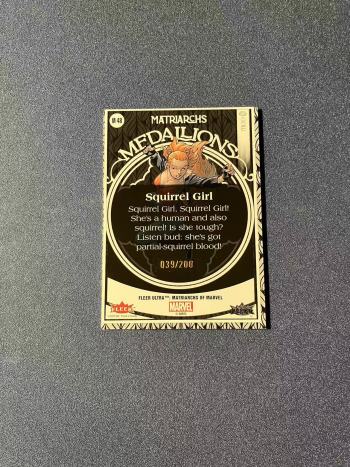 M 43
MATRIARCHS
MEDALLIONS
Squirrel Girl
Squirrel Girl, Squirrel Girl!
She's a human and also
squirrel! Is she tough?
Listen bud: she's got
partial-squirrel blood!
039/200
FLEER ULTRA™: MATRIARCHS OF MARVEL
FLEER
MARVEL